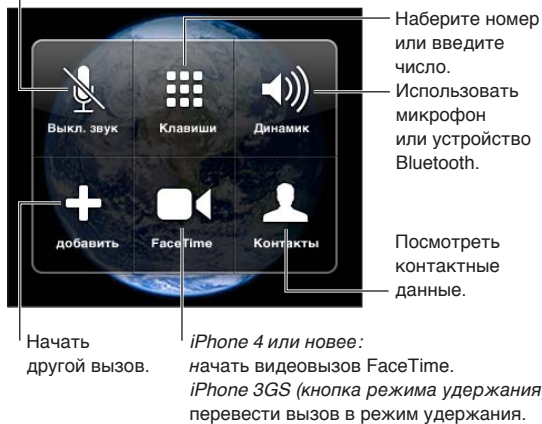 Наберите номер
или введите
число.
Использовать
микрофон
или устройство
Bluetooth.
Выкл. звук
Клавиши
Динамик
добавить
FaceTime
Контакты
Посмотреть
контактные
данные.
Начать
другой вызов.
iPhone 4 или новее:
начать видеовызов FaceTime.
iPhone 3GS (кнопка режима удержания
перевести вызов в режим удержания.